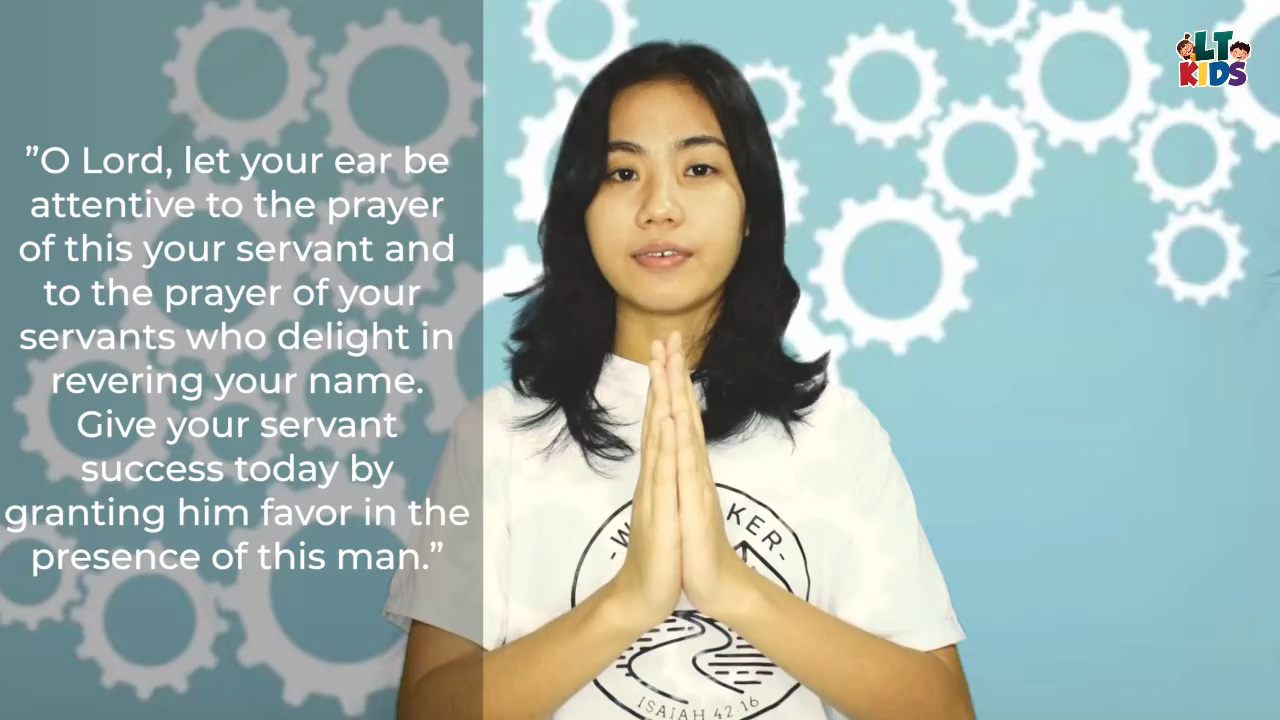 ”O Lord, let your ear be
attentive to the prayer
of this your servant and
to the prayer of your
servants who delight in
revering your name.
Give your servant
success today by
granting him favor in the
presence of this man.”
LT
KIDS
KER-
ISAIAH 42:16